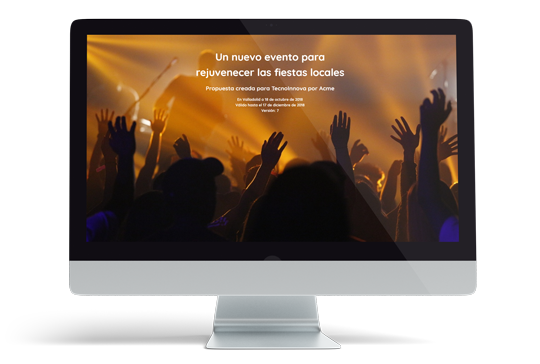 Un nuevo evento para
rejuvenecer las fiestas locales
Propuesta creada para TecnoInnova por Acme
En Valladolid a 18 de octubre de 2018
Válido hasta el 17 de diciembre de 2018
Versión: 7